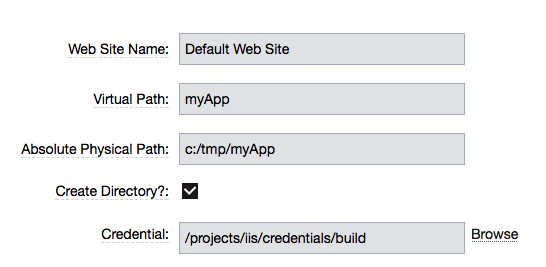 Web Site Name: Default Web Site
Virtual Path: myApp
Absolute Physical Path: c:/tmp/myApp
Create Directory?:
Credential: /projects/iis/credentials/build Browse